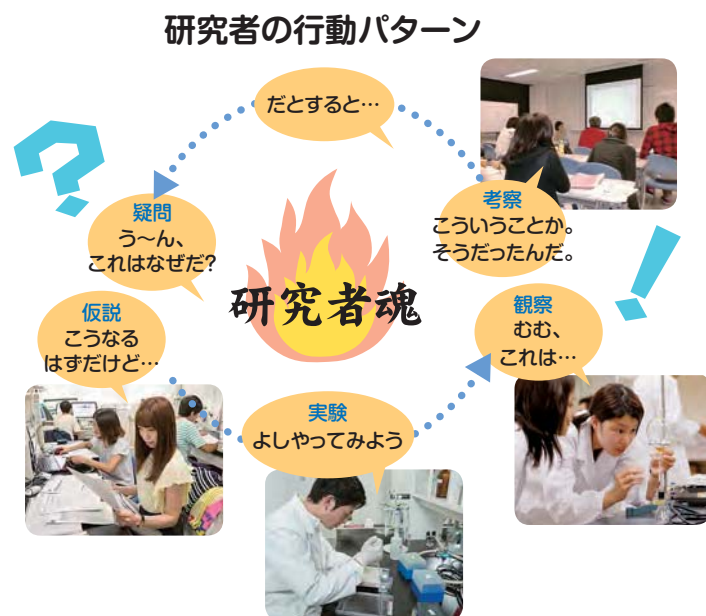 研究者の行動パターン
だとすると…
疑問
う〜ん、
これはなぜだ?
仮説
こうなる
はずだけど…
実験
よしやってみよう
観察
むむ、
これは…
考察
こういうことか。
そうだったんだ。
研究者魂
?
!